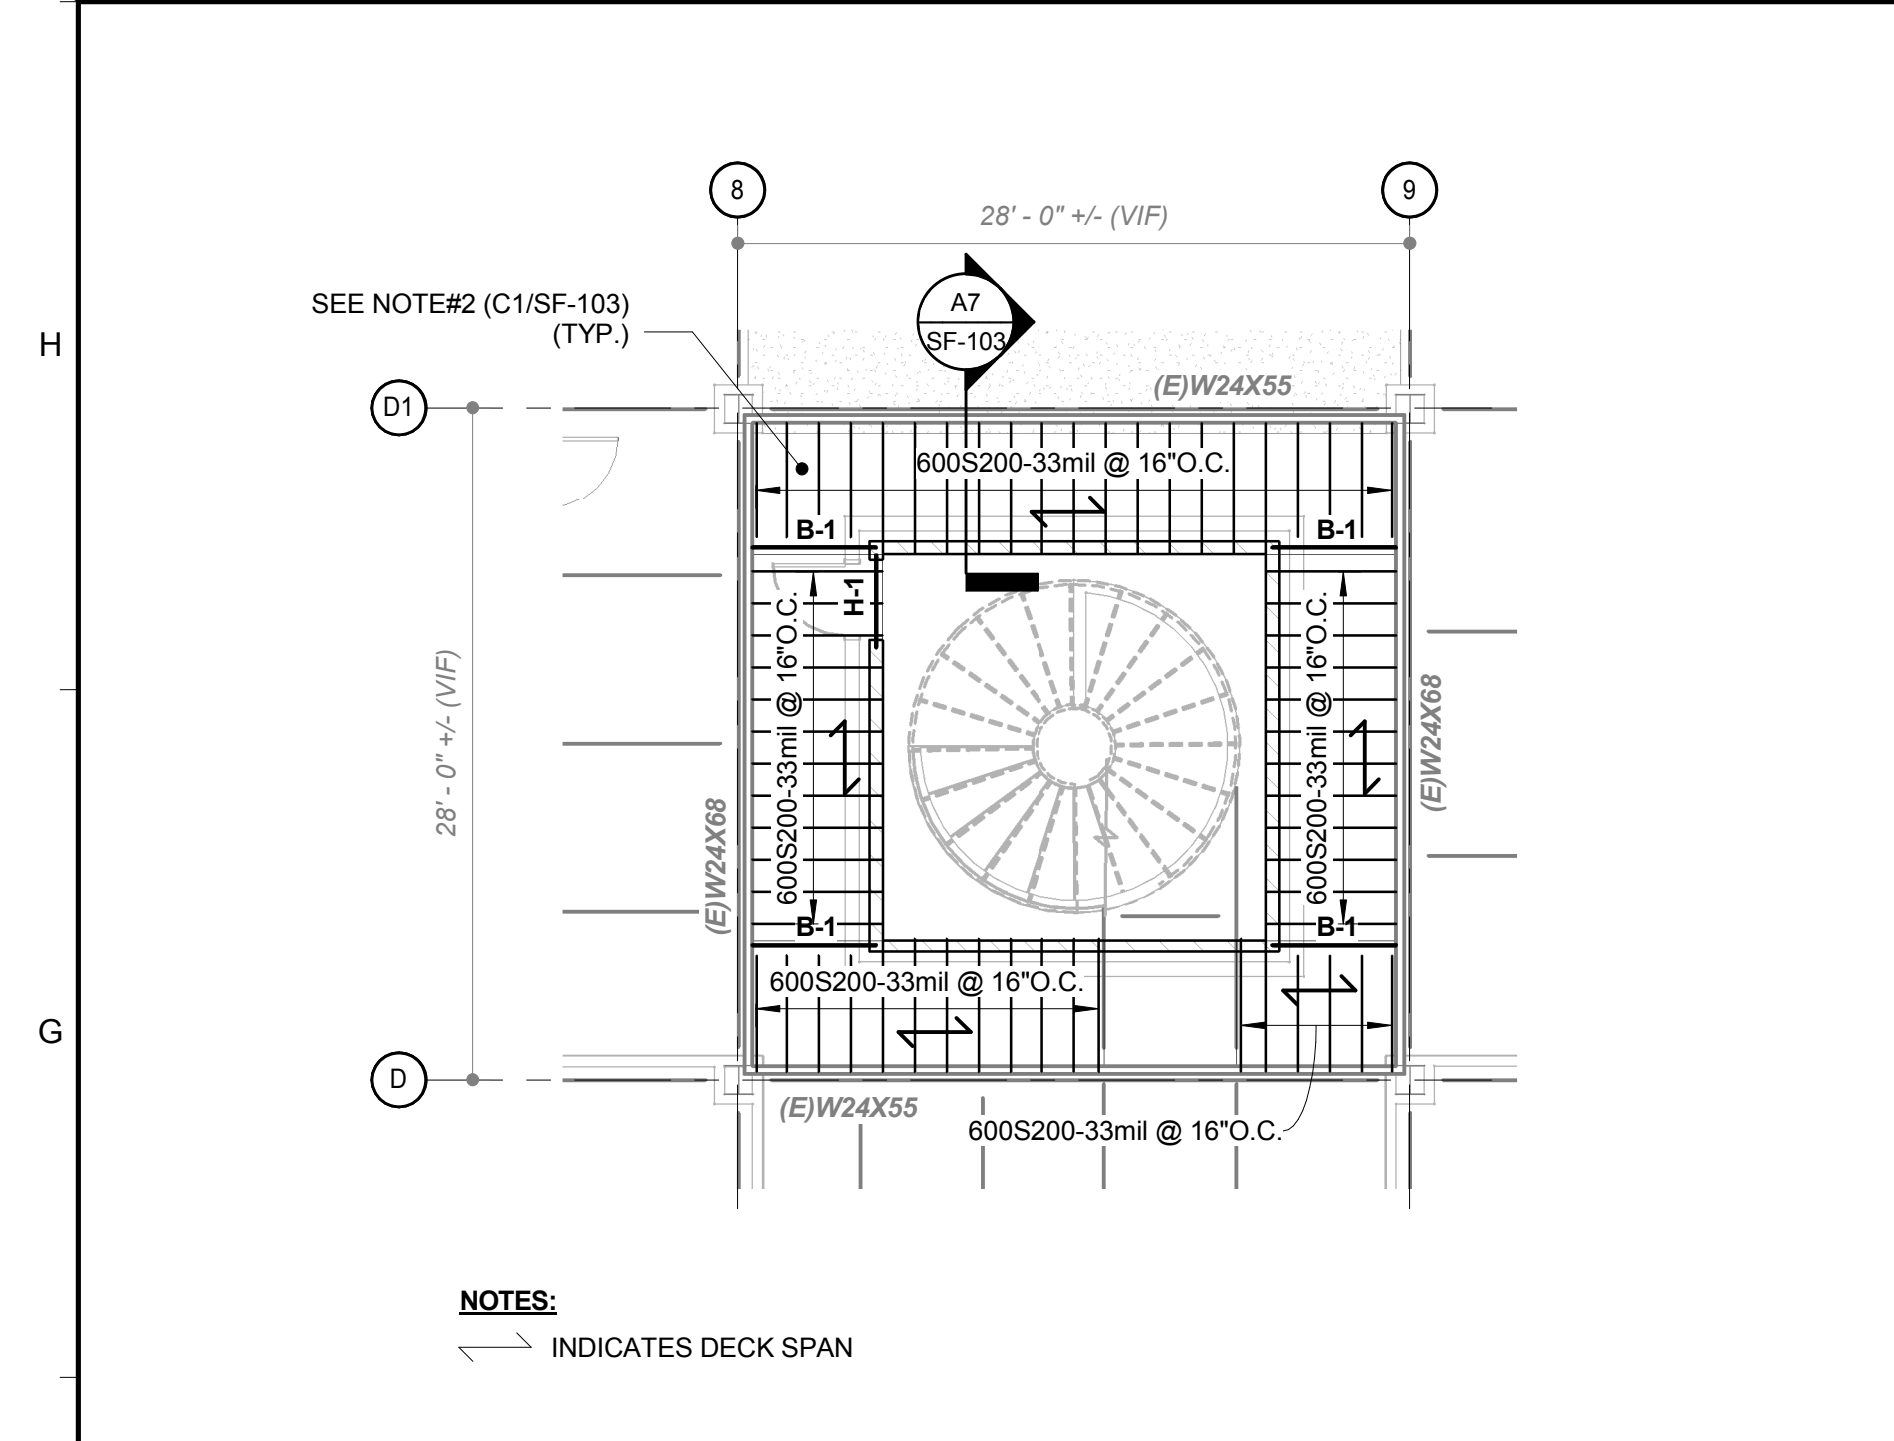 8
9
28' - 0" +/- (VIF)
SEE NOTE#2 (C1/SF-103)
(TYP.)
A7
SF-103
H
(E)W24X55
D1
600S200-33mil @ 16"O.C.
B-1
B-1
H-1
600S200-33mil @ 16"O.C.
600S200-33mil @ 16"O.C.
28' - 0" +/- (VIF)
(E)W24X68
(E)W24X68
B-1
B-1
600S200-33mil @ 16"O.C.
G
D
(E)W24X55
600S200-33mil @ 16"O.C.
NOTES:
INDICATES DECK SPAN